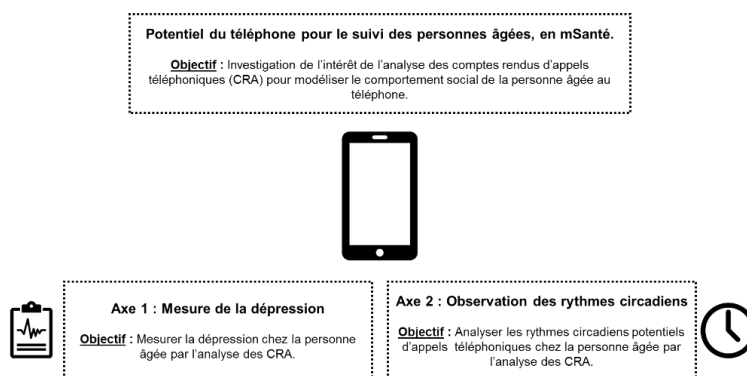 Potentiel du téléphone pour le suivi des personnes âgées, en mSanté.
Objectif : Investigation de l'intérêt de l'analyse des comptes rendus d'appels
téléphoniques (CRA) pour modéliser le comportement social de la personne âgée au
téléphone.
Axe 1 : Mesure de la dépression
Objectif : Mesurer la dépression chez la personne
âgée par l'analyse des CRA.
Axe 2 : Observation des rythmes circadiens
Objectif : Analyser les rythmes circadiens potentiels
d'appels téléphoniques chez la personne âgée par
l'analyse des CRA.